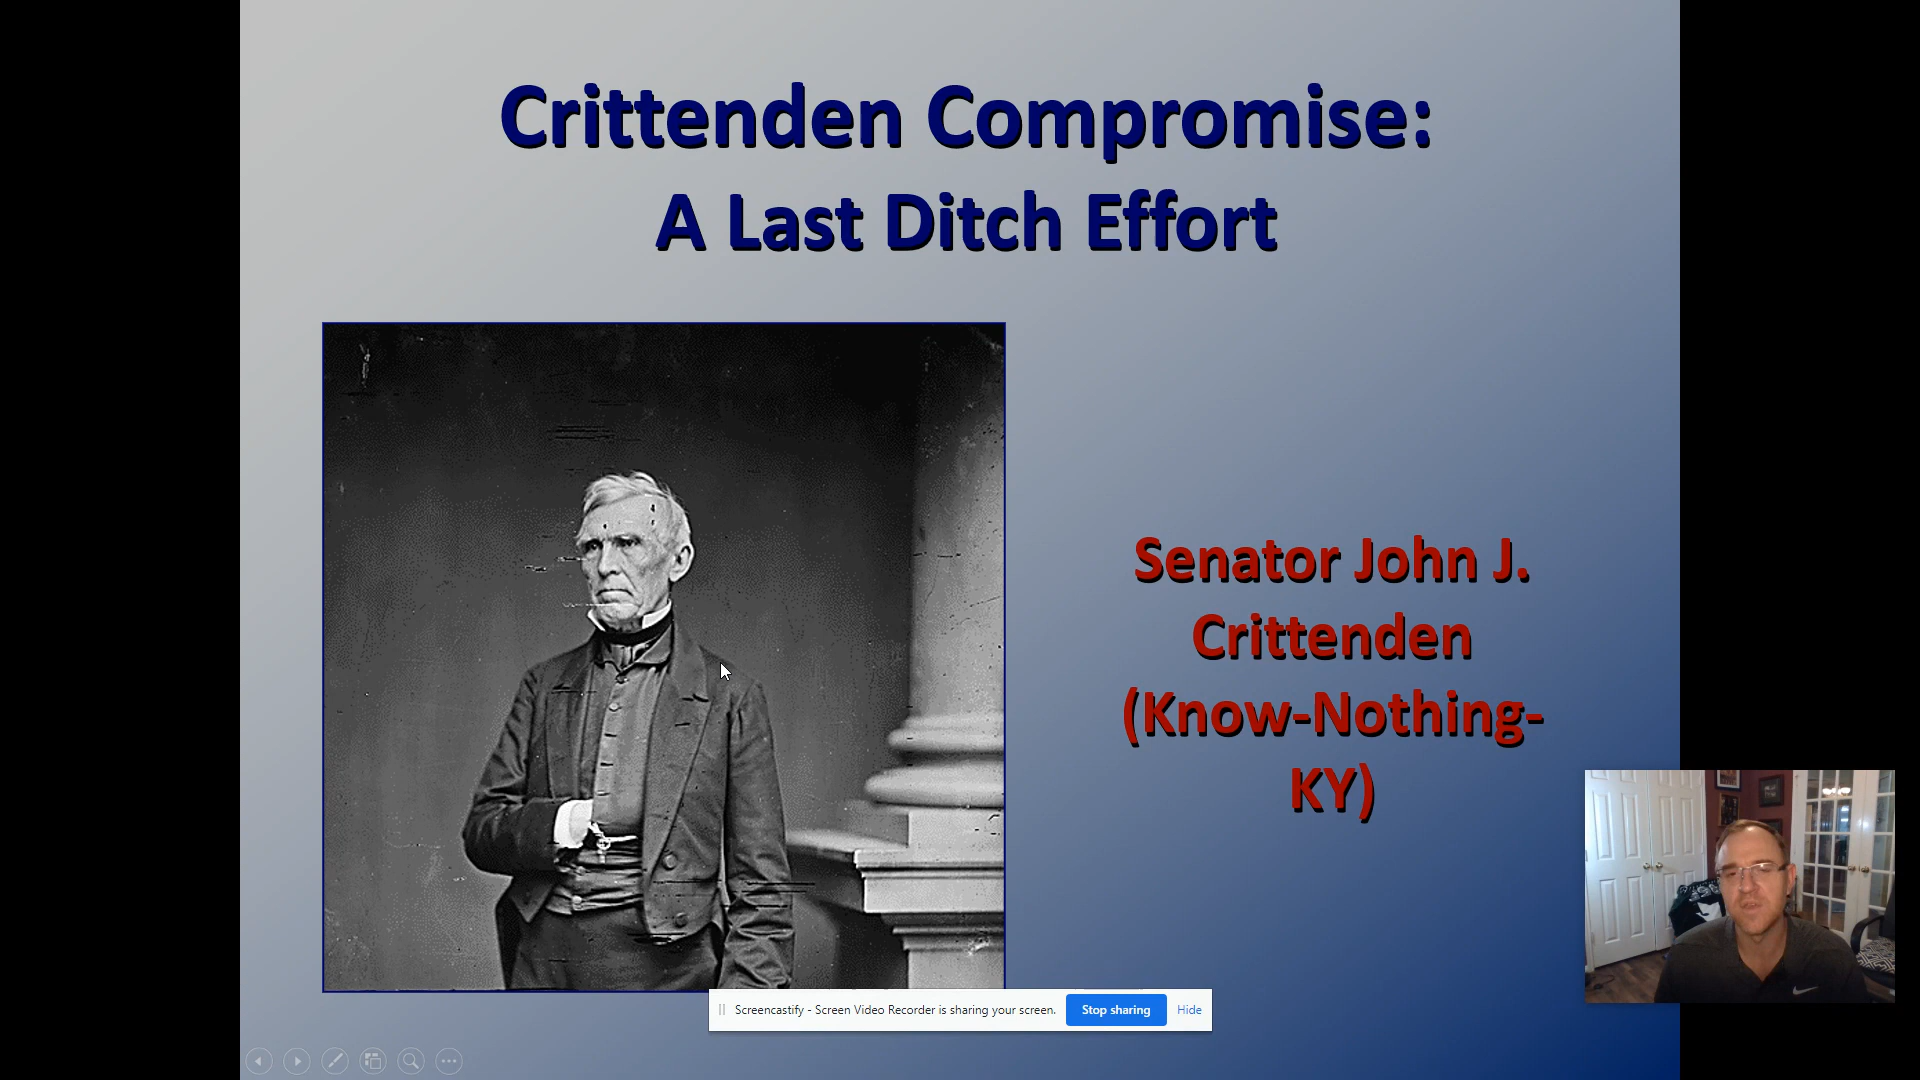 Crittenden Compromise:
A Last Ditch Effort
Senator John J.
Crittenden
(Know-Nothing-
KY)
Screencastify - Screen Video Recorder is sharing your screen.
Stop sharing
Hide